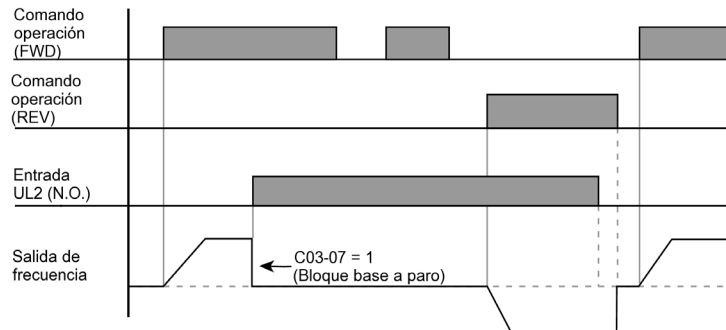 Comando
operación
(FWD)
Comando
operación
(REV)
Entrada
UL2 (N.O.)
Salida de
frecuencia
C03-07 = 1
(Bloque base a paro)